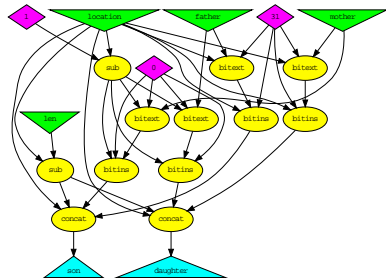 1 location father 31 mother
sub 0 bitext bitext
len bitext bitext bitins bitins
sub bitins bitins
concat concat
son daughter